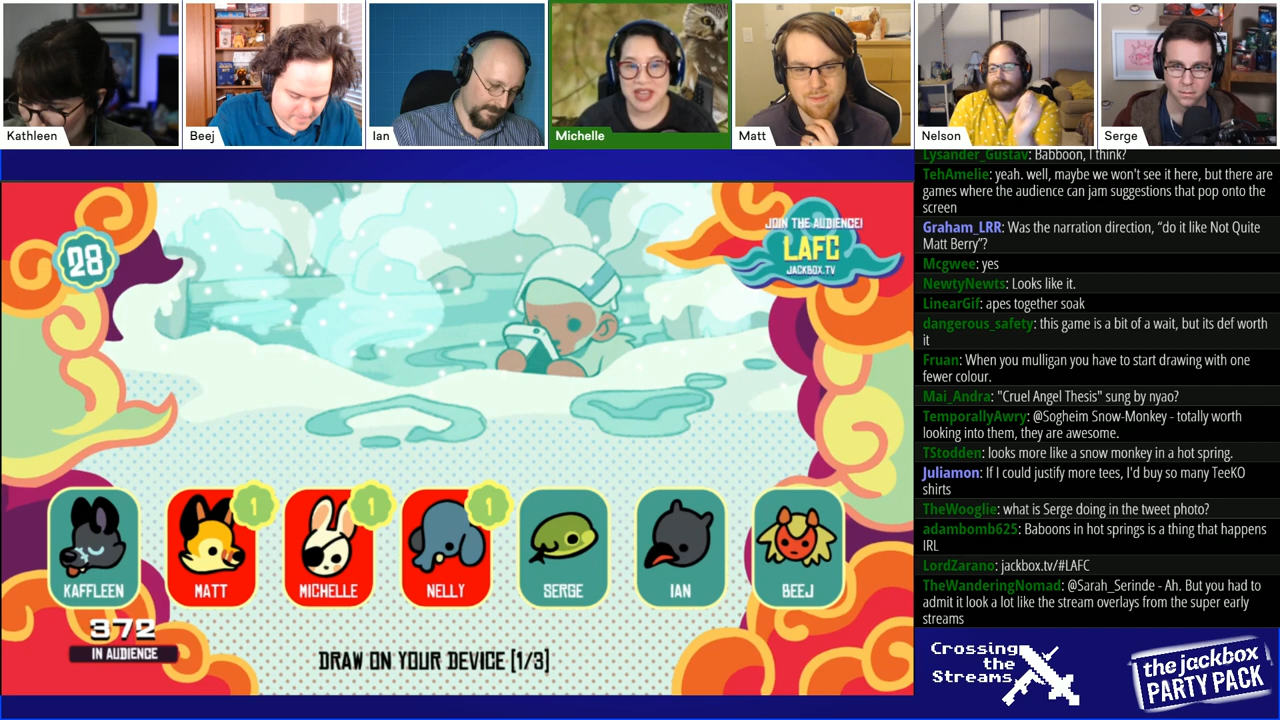 Kathleen
Beej
Ian
Michelle
Matt
Nelson
Serge
Lysander_Gustav: Babboon, I think?
TehAmelie: yeah. well, maybe we won't see it here, but there are
games where the audience can jam suggestions that pop onto the
screen
Graham_LRR: Was the narration direction, “do it like Not Quite
Matt Berry”?
Mcgwee: yes
NewtyNewts: Looks like it.
LinearGif: apes together soak
dangerous_safety: this game is a bit of a wait, but its def worth
it
Fruan: When you mulligan you have to start drawing with one
fewer colour.
Mai_Andra: "Cruel Angel Thesis" sung by nyao?
TemporallyAwry: @Sogheim Snow-Monkey - totally worth
looking into them, they are awesome.
TStodden: looks more like a snow monkey in a hot spring.
Juliamon: If I could justify more tees, I'd buy so many TeeKO
shirts
TheWooglie: what is Serge doing in the tweet photo?
adambomb625: Baboons in hot springs is a thing that happens
IRL
LordZarano: jackbox.tv/#LAFC
TheWanderingNomad: @Sarah_Serinde - Ah. But you had to
admit it look a lot like the stream overlays from the super early
streams
28
JOIN THE AUDIENCE!
LAFC
JACKBOX.TV
1
1
1
KAFFLEEN
MATT
MICHELLE
NELLY
SERGE
IAN
BEEJ
372
IN AUDIENCE
DRAW ON YOUR DEVICE [1/3]
Crossing
the
Streams
the jackbox
PARTY PACK